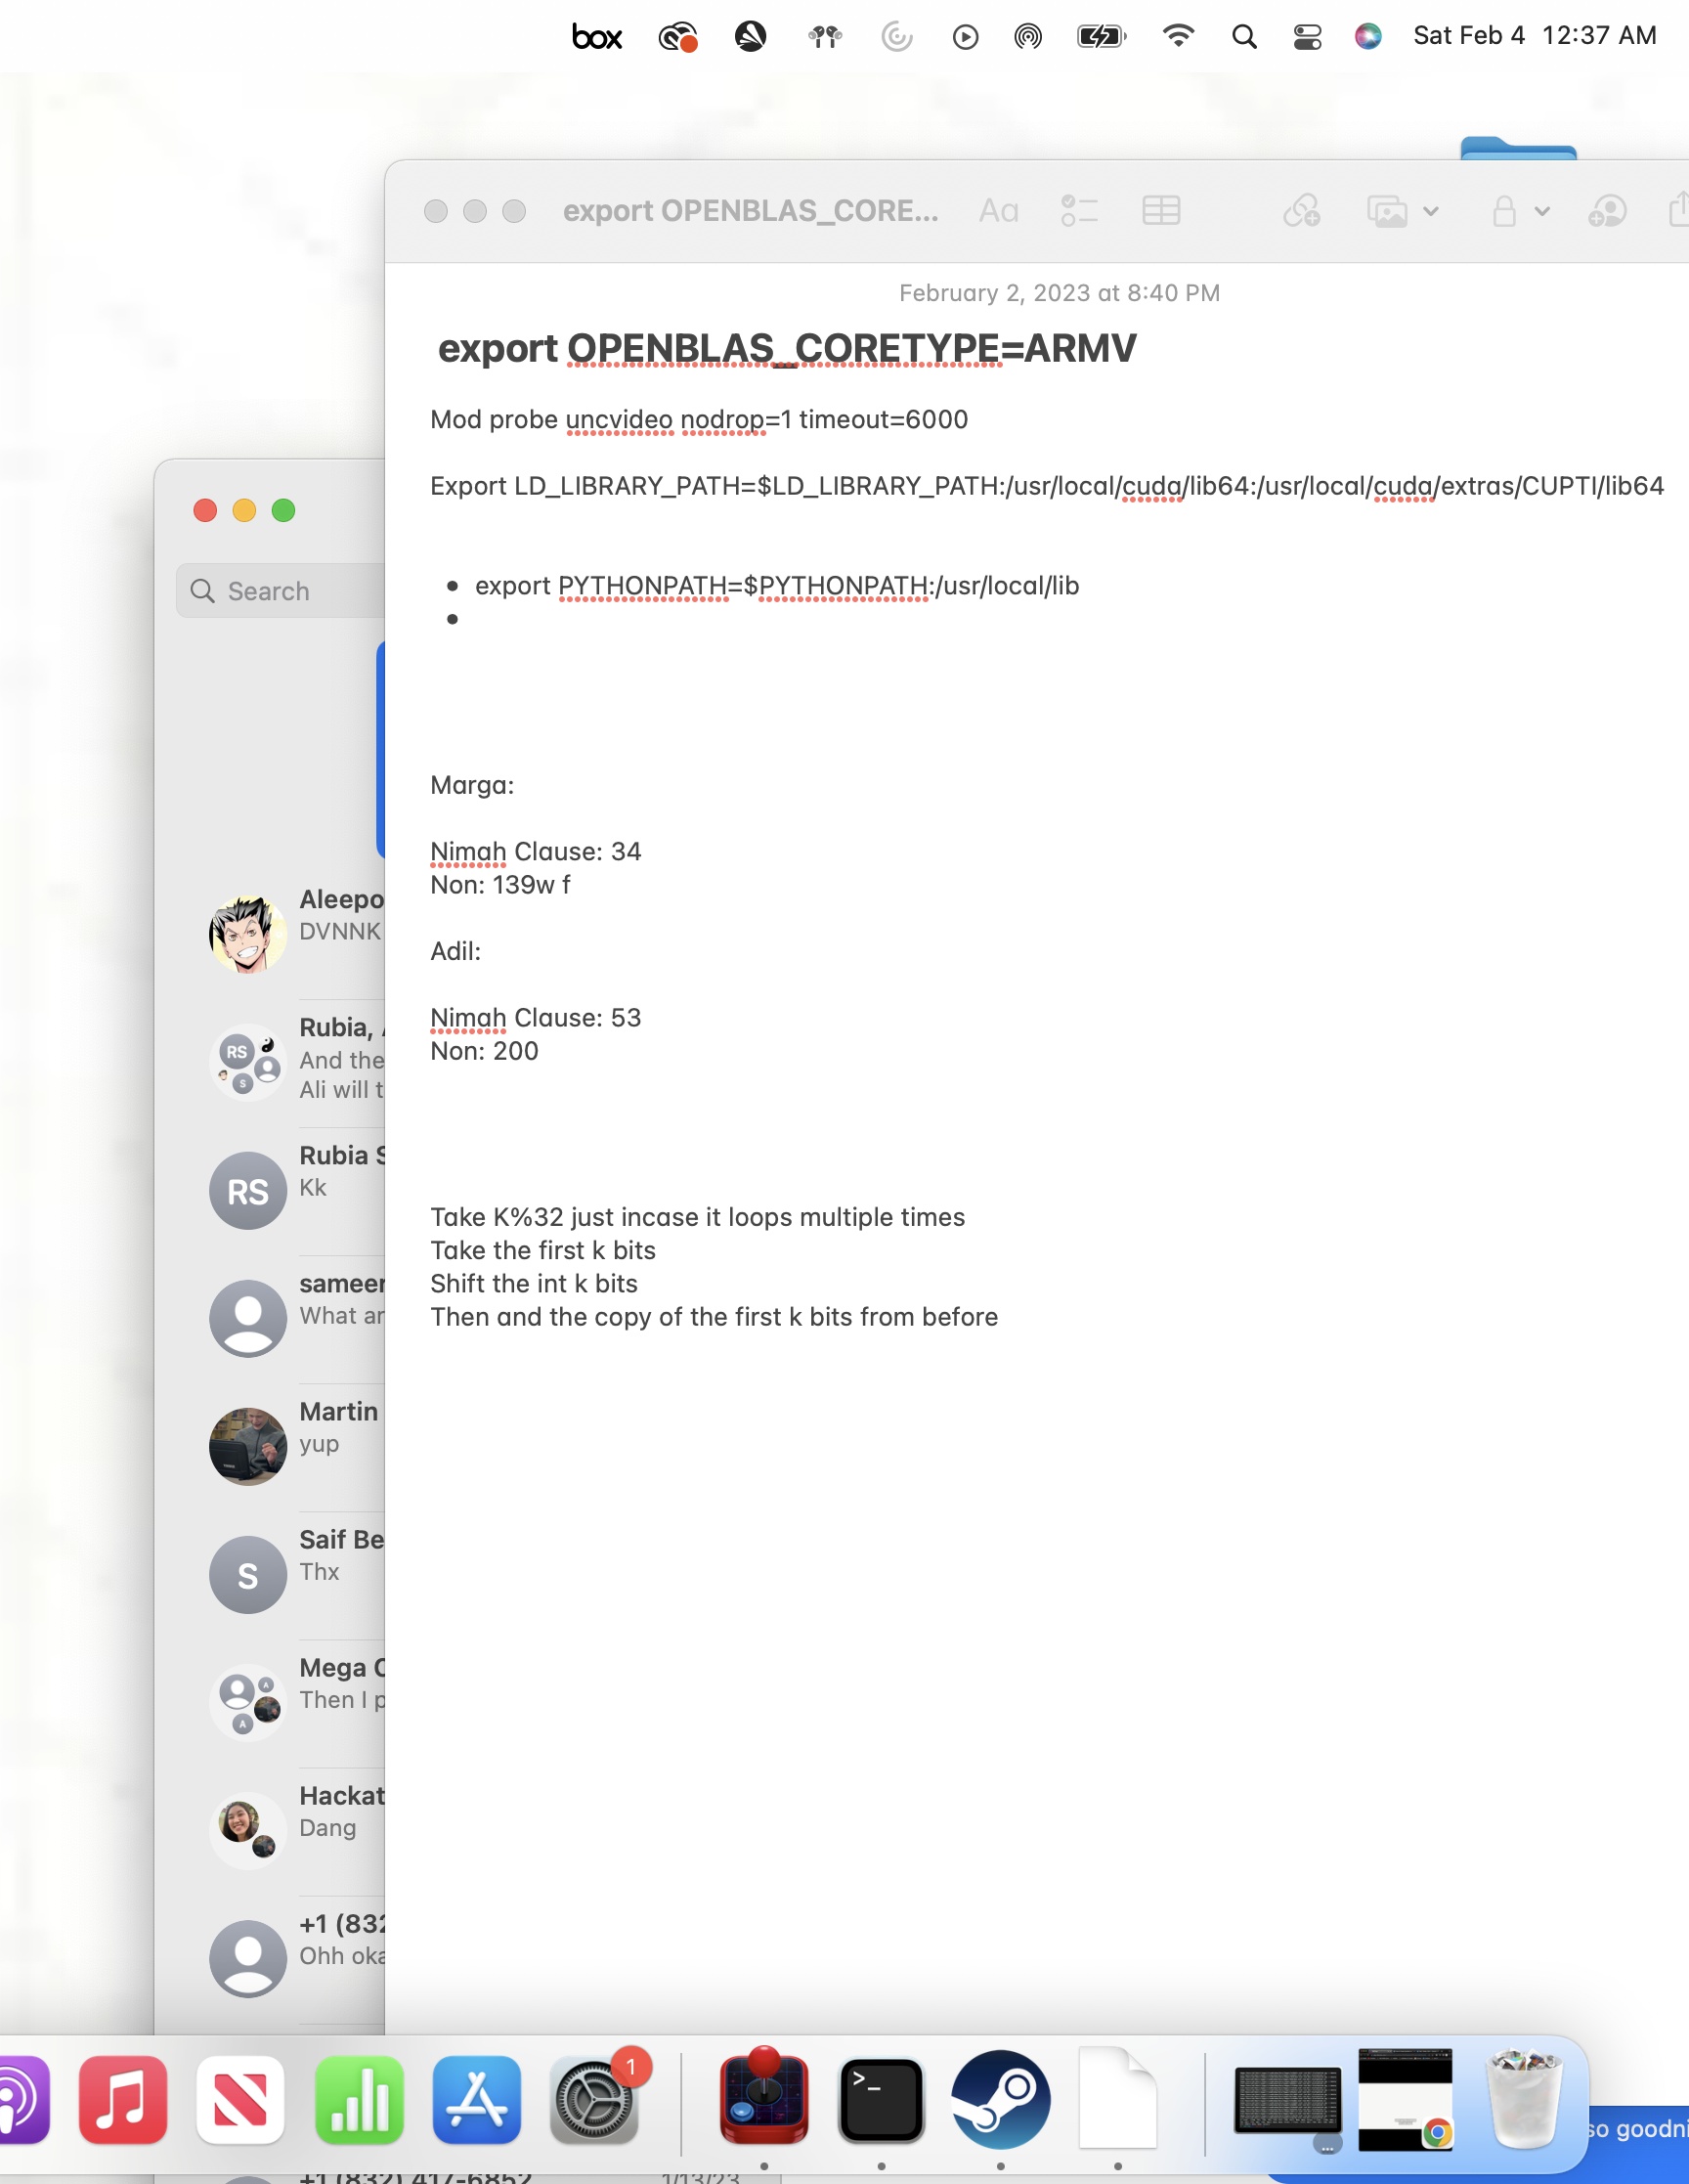 box
Sat Feb 4 12:37 AM
export OPENBLAS_CORE...
Aa
February 2, 2023 at 8:40 PM
export OPENBLAS_CORETYPE=ARMV
Mod probe uncvideo nodrop=1 timeout=6000
Export LD_LIBRARY_PATH=$LD_LIBRARY_PATH:/usr/local/cuda/lib64:/usr/local/cuda/extras/CUPTI/lib64
• export PYTHONPATH=$PYTHONPATH:/usr/local/lib
•
Marga:
Nimah Clause: 34
Non: 139w f
Adil:
Nimah Clause: 53
Non: 200
Take K%32 just incase it loops multiple times
Take the first k bits
Shift the int k bits
Then and the copy of the first k bits from before
Search
Aleepo
DVNNK
RS
S
Rubia,
And the
Ali will t
RS
Rubia S
Kk
sameer
What ar
Martin
yup
S
Saif Be
Thx
A
A
Mega C
Then I p
Hackat
Dang
+1 (832
Ohh oka
1
>_
...
so goodni
+1 (832) 417-6852
1/13/23